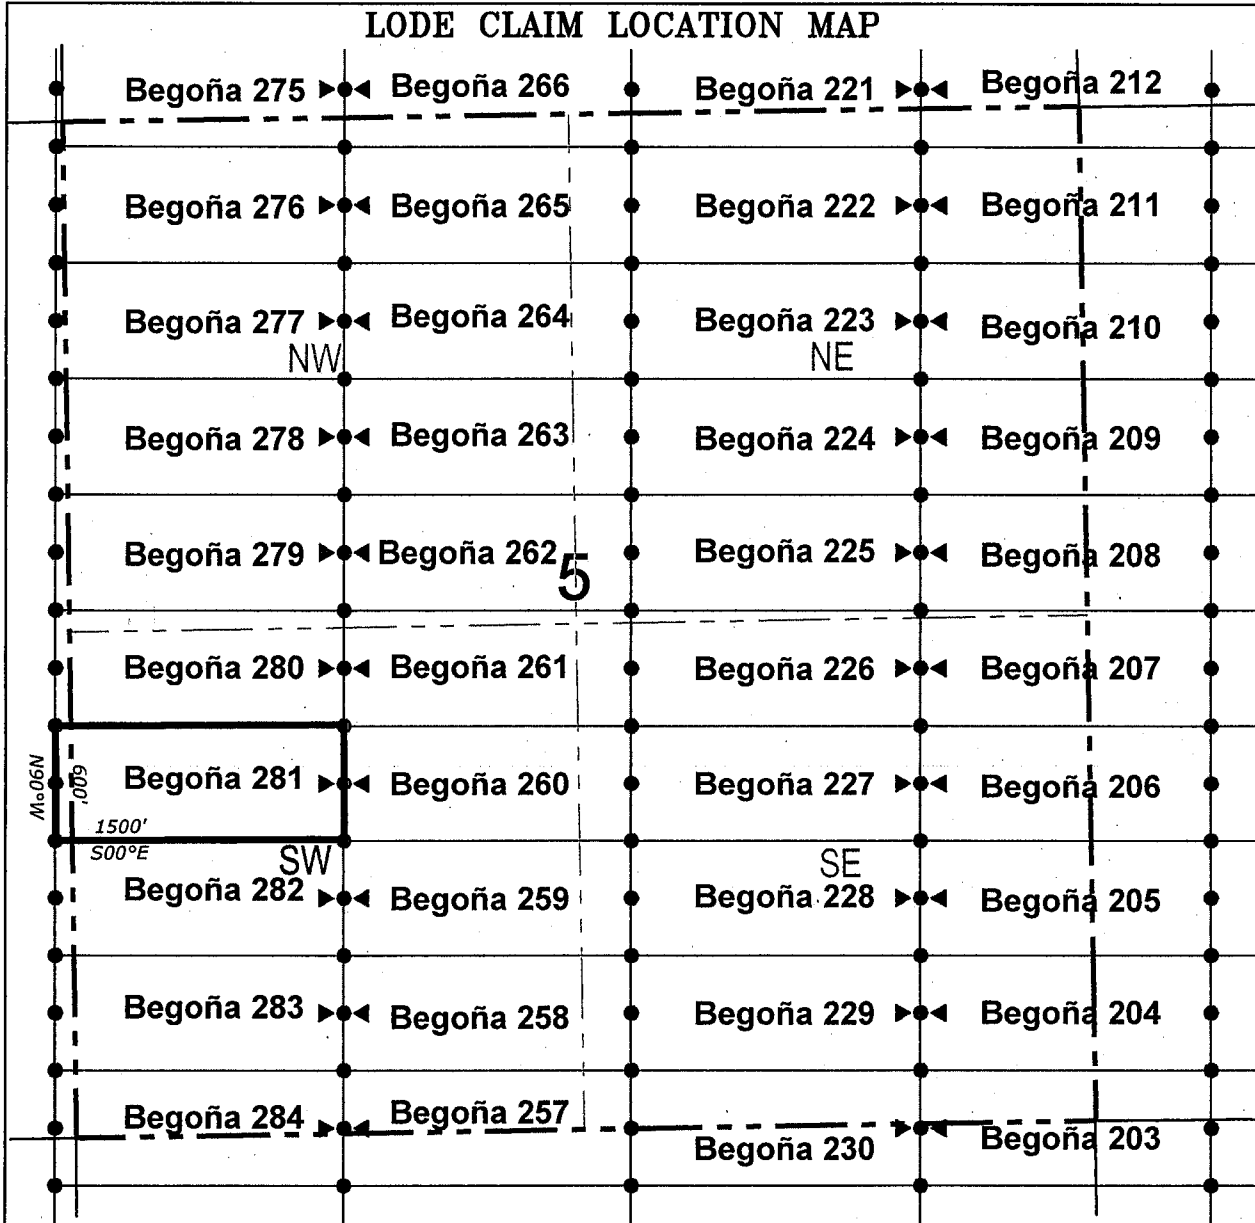 LODE CLAIM LOCATION MAP
Begoña 275 Begoña 266 Begoña 221 Begoña 212
Begoña 276 Begoña 265 Begoña 222 Begoña 211
Begoña 277 Begoña 264 Begoña 223 Begoña 210
NW NE
Begoña 278 Begoña 263 Begoña 224 Begoña 209
Begoña 279 Begoña 262 Begoña 225 Begoña 208
5
Begoña 280 Begoña 261 Begoña 226 Begoña 207
N90°W 600' Begoña 281 Begoña 260 Begoña 227 Begoña 206
1500'
S00°E
SW SE
Begoña 282 Begoña 259 Begoña 228 Begoña 205
Begoña 283 Begoña 258 Begoña 229 Begoña 204
Begoña 284 Begoña 257 Begoña 230 Begoña 203